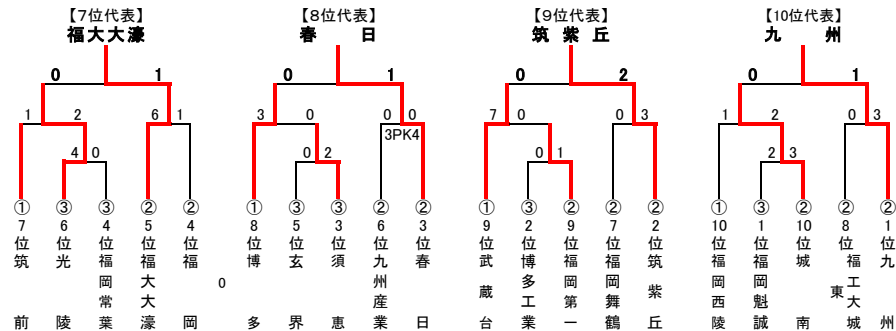 【7位代表】 【8位代表】 【9位代表】 【10位代表】
福大大濠 春日 筑紫丘 九州
0 1 0 1 0 2 0 1
1 2 6 1 3 0 0 0 7 0 0 3 1 2 0 3
3PK4
4 0 0 2 0 1 2 3
① ③ ③ ② ② ① ③ ③ ② ② ① ③ ② ② ② ① ③ ② ② ①
7位筑前
6位光陵
4位福岡常葉
5位福大大濠
4位福岡
0
8位博多
5位玄界
3位須恵
6位九州産業
3位春日
9位武蔵台
2位博多工業
9位福岡第一
7位福岡舞鶴
2位筑紫丘
10位福岡西陵
1位福岡魁誠
10位城南
8位福工大城東
1位九州